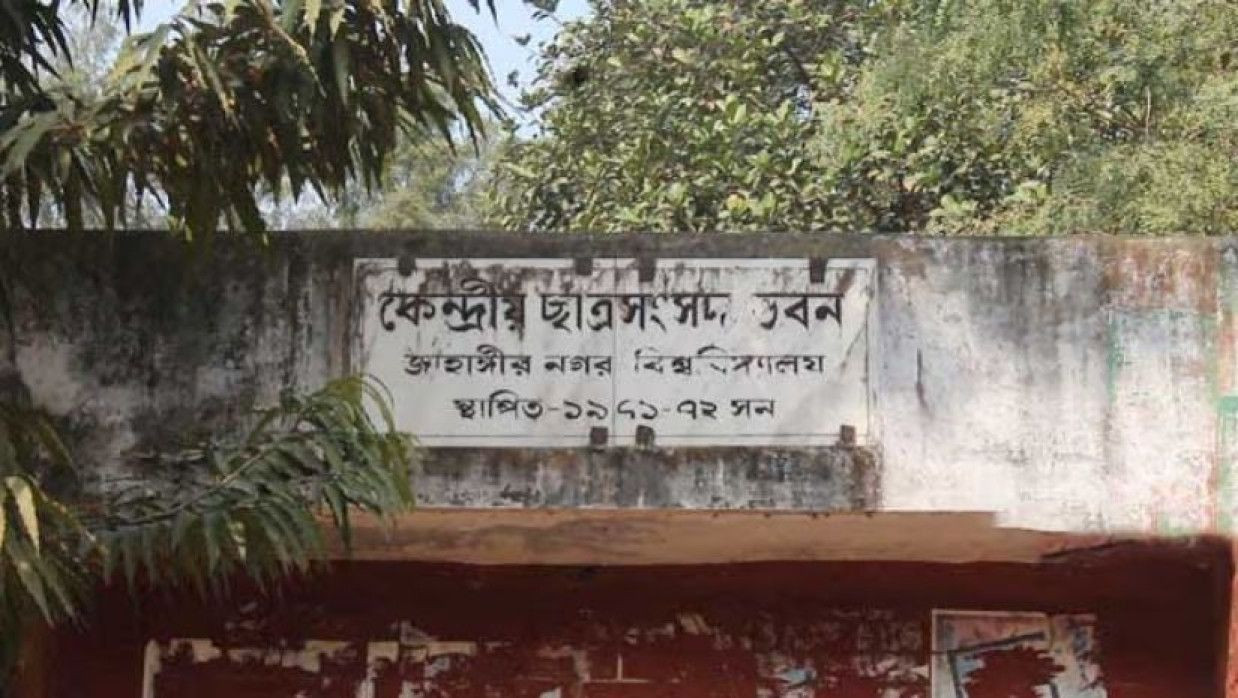 কেন্দ্রীয় ছাত্রসংসদ ভবন
জাহাঙ্গীর নগর বিশ্ববিদ্যালয়
স্থাপিত-১৯৭১-৭২ সন